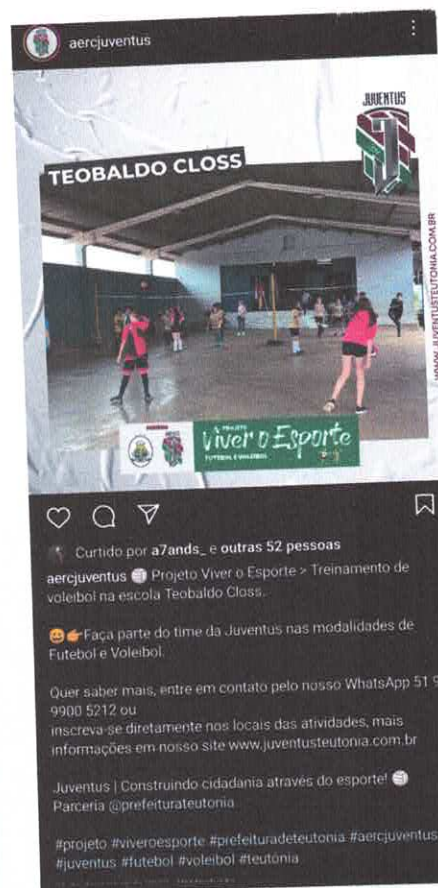 aercjuventus
JUVENTUS
TEOBALDO CLOSS
WWW.JUVENTUSTEUTONIA.COM.BR
PROJETO
Viver o Esporte
FUTEBOL E VOLEIBOL
Curtido por a7ands_ e outras 52 pessoas
aercjuventus 🏐 Projeto Viver o Esporte > Treinamento de
voleibol na escola Teobaldo Closs.
😀👉Faça parte do time da Juventus nas modalidades de
Futebol e Voleibol.
Quer saber mais, entre em contato pelo nosso WhatsApp 51 9
9900 5212 ou
inscreva-se diretamente nos locais das atividades, mais
informações em nosso site www.juventusteutonia.com.br
Juventus | Construindo cidadania através do esporte! 🏐
Parceria @prefeiturateutonia
#projeto #viveroesporte #prefeituradeteutonia #aercjuventus
#juventus #futebol #voleibol #teutônia